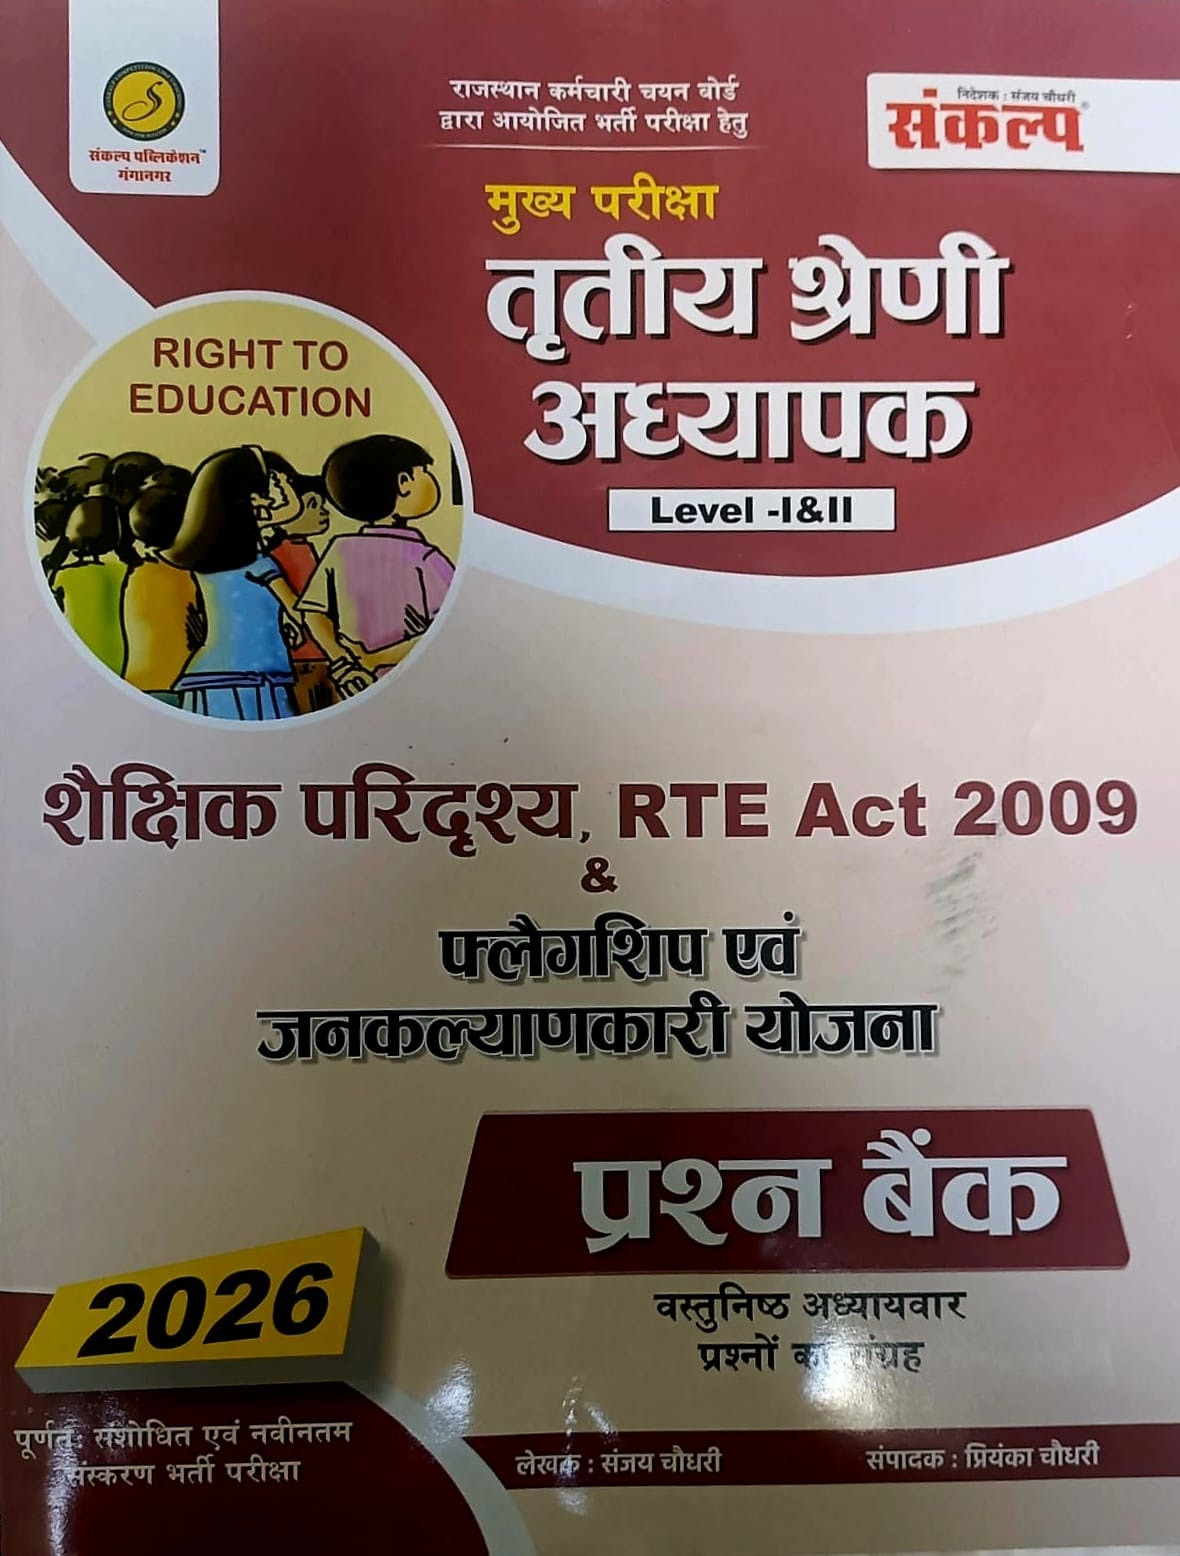 संकल्प पब्लिकेशन™
गंगानगर
राजस्थान कर्मचारी चयन बोर्ड
द्वारा आयोजित भर्ती परीक्षा हेतु
निदेशक : संजय चौधरी
संकल्प®
मुख्य परीक्षा
तृतीय श्रेणी
अध्यापक
Level -I&II
RIGHT TO
EDUCATION
शैक्षिक परिदृश्य, RTE Act 2009
&
फ्लैगशिप एवं
जनकल्याणकारी योजना
प्रश्न बैंक
वस्तुनिष्ठ अध्यायवार
प्रश्नों का संग्रह
2026
पूर्णत: संशोधित एवं नवीनतम
संस्करण भर्ती परीक्षा
लेखक : संजय चौधरी
संपादक : प्रियंका चौधरी